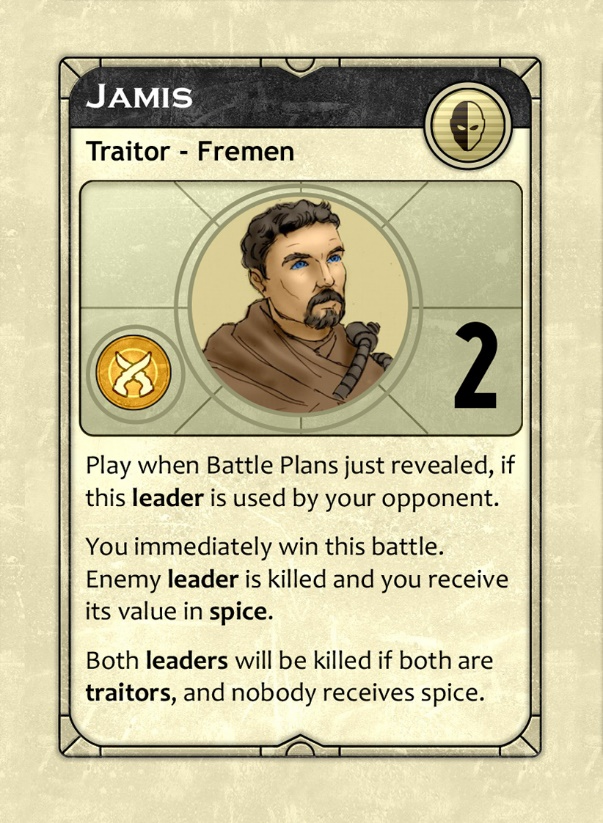 Jamis
Traitor - Fremen
2
Play when Battle Plans just revealed, if
this leader is used by your opponent.
You immediately win this battle.
Enemy leader is killed and you receive
its value in spice.
Both leaders will be killed if both are
traitors, and nobody receives spice.